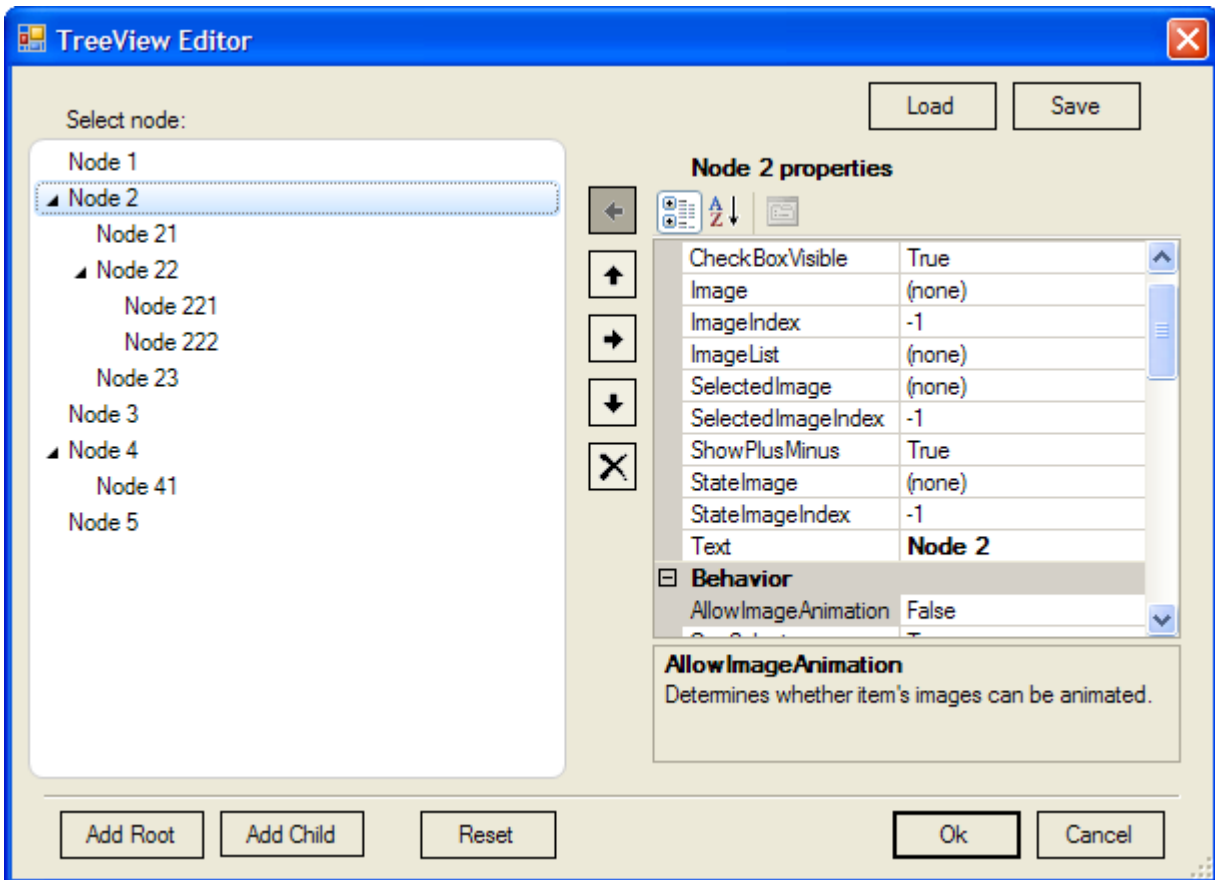 TreeView Editor
Load Save
Select node:
Node 1
Node 2
Node 21
Node 22
Node 221
Node 222
Node 23
Node 3
Node 4
Node 41
Node 5
Node 2 properties
CheckBoxVisible True
Image (none)
ImageIndex -1
ImageList (none)
SelectedImage (none)
SelectedImageIndex -1
ShowPlusMinus True
StateImage (none)
StateImageIndex -1
Text Node 2
Behavior
AllowImageAnimation False
AllowImageAnimation
Determines whether item's images can be animated.
Add Root Add Child Reset Ok Cancel